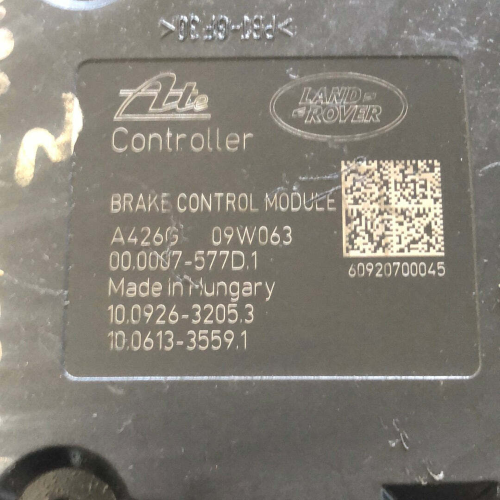 Ate
LAND ROVER
Controller
BRAKE CONTROL MODULE
A426G 09W063
00.0007-577D.1
60920700045
Made in Hungary
10.0926-3205.3
10.0613-3559.1